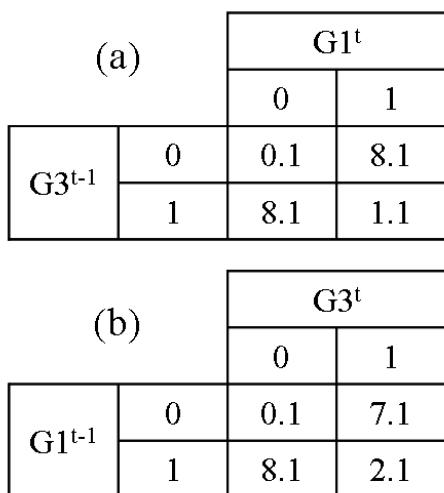 (a)
G1^t
0 1
G3^t-1
0 0.1 8.1
1 8.1 1.1
(b)
G3^t
0 1
G1^t-1
0 0.1 7.1
1 8.1 2.1